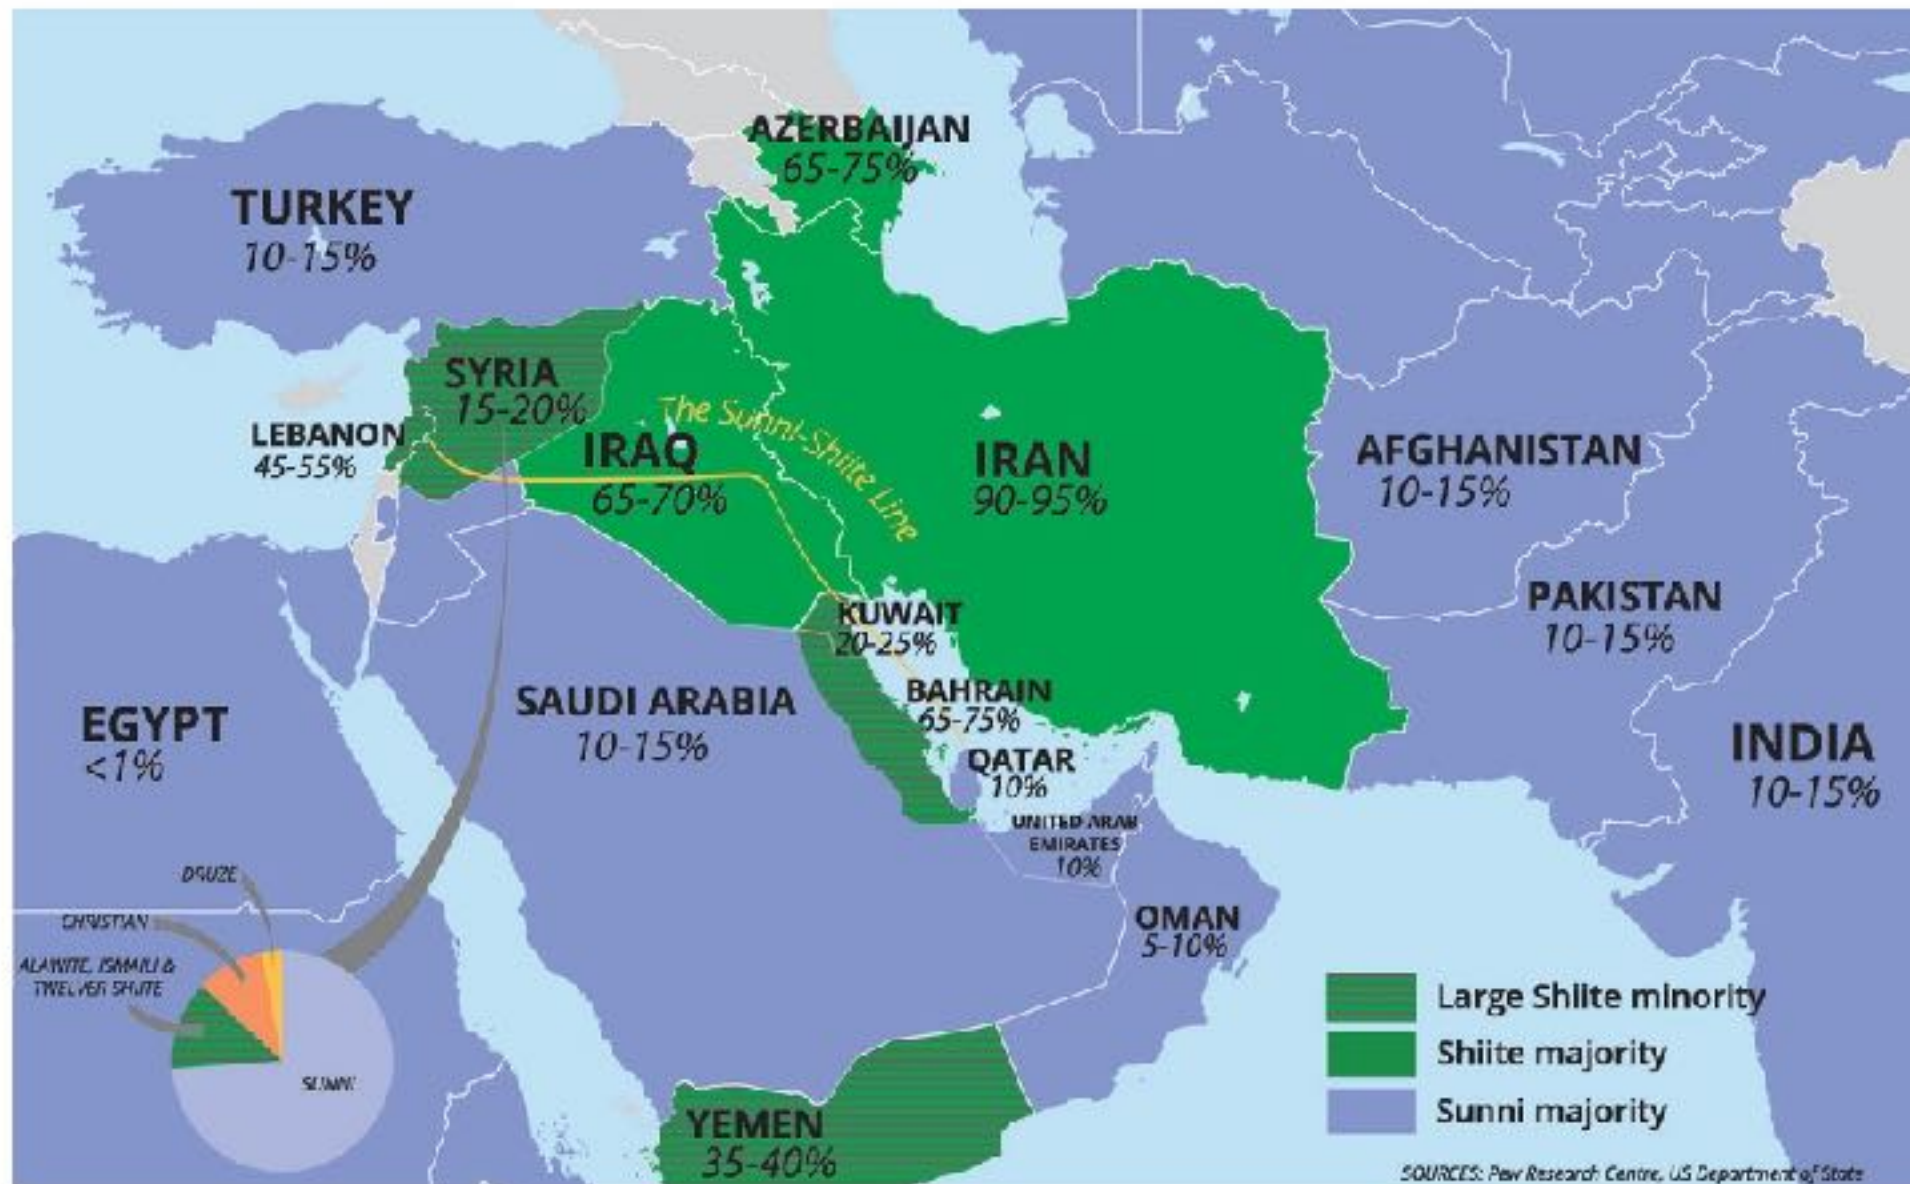 AZERBAIJAN
65-75%
TURKEY
10-15%
SYRIA
15-20%
The Sunni-Shiite Line
LEBANON
45-55%
IRAQ
65-70%
IRAN
90-95%
AFGHANISTAN
10-15%
KUWAIT
20-25%
PAKISTAN
10-15%
SAUDI ARABIA
10-15%
BAHRAIN
65-75%
EGYPT
<1%
QATAR
10%
INDIA
10-15%
UNITED ARAB
EMIRATES
10%
OMAN
5-10%
DRUZE
CHRISTIAN
ALAWITE, ISMAILI &
TWELVER SHIITE
SUNNI
YEMEN
35-40%
Large Shiite minority
Shiite majority
Sunni majority
SOURCES: Pew Research Centre, US Department of State